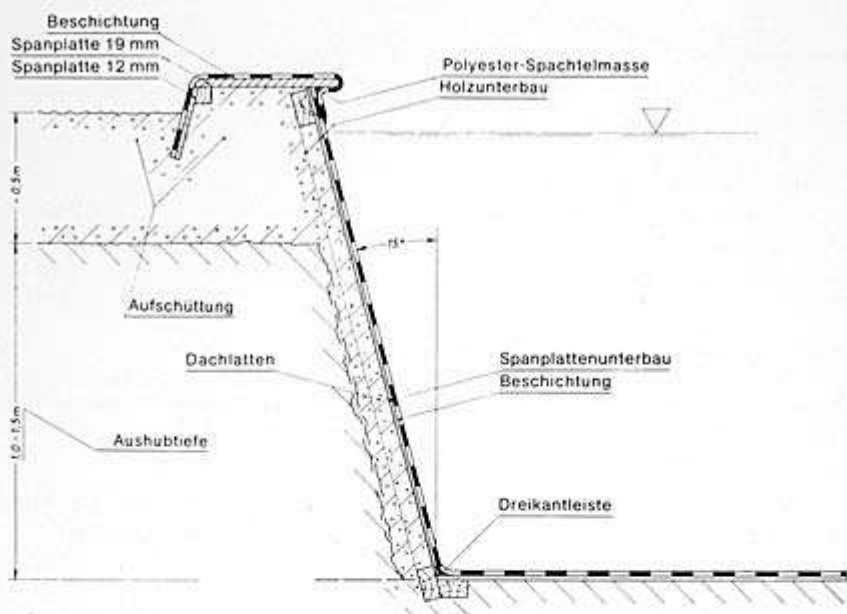 Beschichtung
Spanplatte 19 mm
Spanplatte 12 mm
Polyester-Spachtelmasse
Holzunterbau
~0,5m
15°
Aufschüttung
Dachlatten
Spanplattenunterbau
Beschichtung
1,0-1,5m
Aushubtiefe
Dreikantleiste